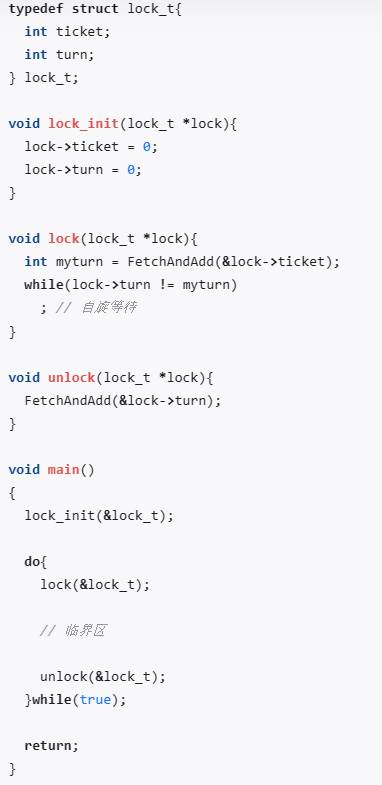 typedef struct lock_t{
  int ticket;
  int turn;
} lock_t;

void lock_init(lock_t *lock){
  lock->ticket = 0;
  lock->turn = 0;
}

void lock(lock_t *lock){
  int myturn = FetchAndAdd(&lock->ticket);
  while(lock->turn != myturn)
    ; // 自旋等待
}

void unlock(lock_t *lock){
  FetchAndAdd(&lock->turn);
}

void main()
{
  lock_init(&lock_t);

  do{
    lock(&lock_t);

    // 临界区

    unlock(&lock_t);
  }while(true);

  return;
}